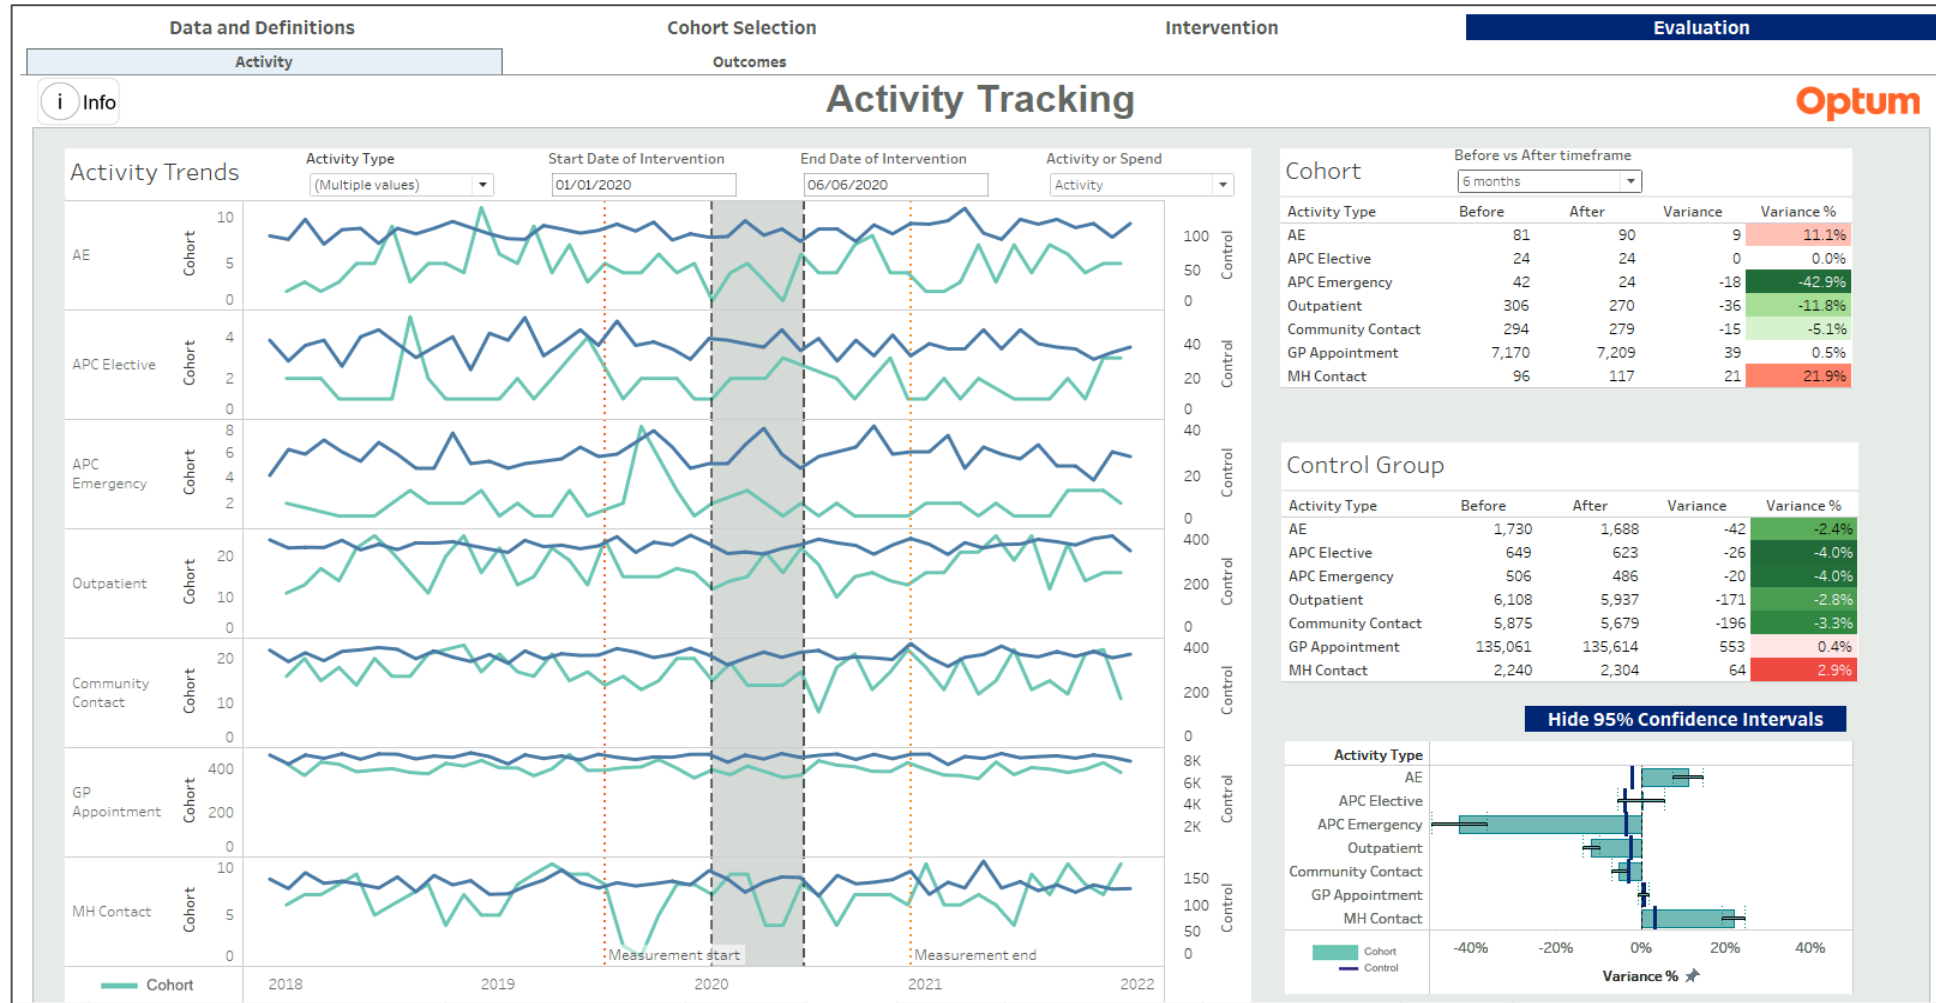 Data and Definitions Cohort Selection Intervention Evaluation
Activity Outcomes
i Info Activity Tracking Optum
Activity Trends
Activity Type Start Date of Intervention End Date of Intervention Activity or Spend
(Multiple values) 01/01/2020 06/06/2020 Activity
AE Cohort 10 5 0 100 50 0 Control
APC Elective Cohort 4 2 0 40 20 0 Control
APC Emergency Cohort 8 6 4 2 40 20 0 Control
Outpatient Cohort 20 10 0 400 200 0 Control
Community Contact Cohort 20 10 0 400 200 0 Control
GP Appointment Cohort 400 200 0 8K 6K 4K 2K Control
MH Contact Cohort 10 5 0 150 100 50 0 Control
Measurement start Measurement end
Cohort 2018 2019 2020 2021 2022
Cohort
Before vs After timeframe
6 months
Activity Type Before After Variance Variance %
AE 81 90 9 11.1%
APC Elective 24 24 0 0.0%
APC Emergency 42 24 -18 -42.9%
Outpatient 306 270 -36 -11.8%
Community Contact 294 279 -15 -5.1%
GP Appointment 7,170 7,209 39 0.5%
MH Contact 96 117 21 21.9%
Control Group
Activity Type Before After Variance Variance %
AE 1,730 1,688 -42 -2.4%
APC Elective 649 623 -26 -4.0%
APC Emergency 506 486 -20 -4.0%
Outpatient 6,108 5,937 -171 -2.8%
Community Contact 5,875 5,679 -196 -3.3%
GP Appointment 135,061 135,614 553 0.4%
MH Contact 2,240 2,304 64 2.9%
Hide 95% Confidence Intervals
Activity Type
AE
APC Elective
APC Emergency
Outpatient
Community Contact
GP Appointment
MH Contact
-40% -20% 0% 20% 40%
Cohort
Control
Variance %